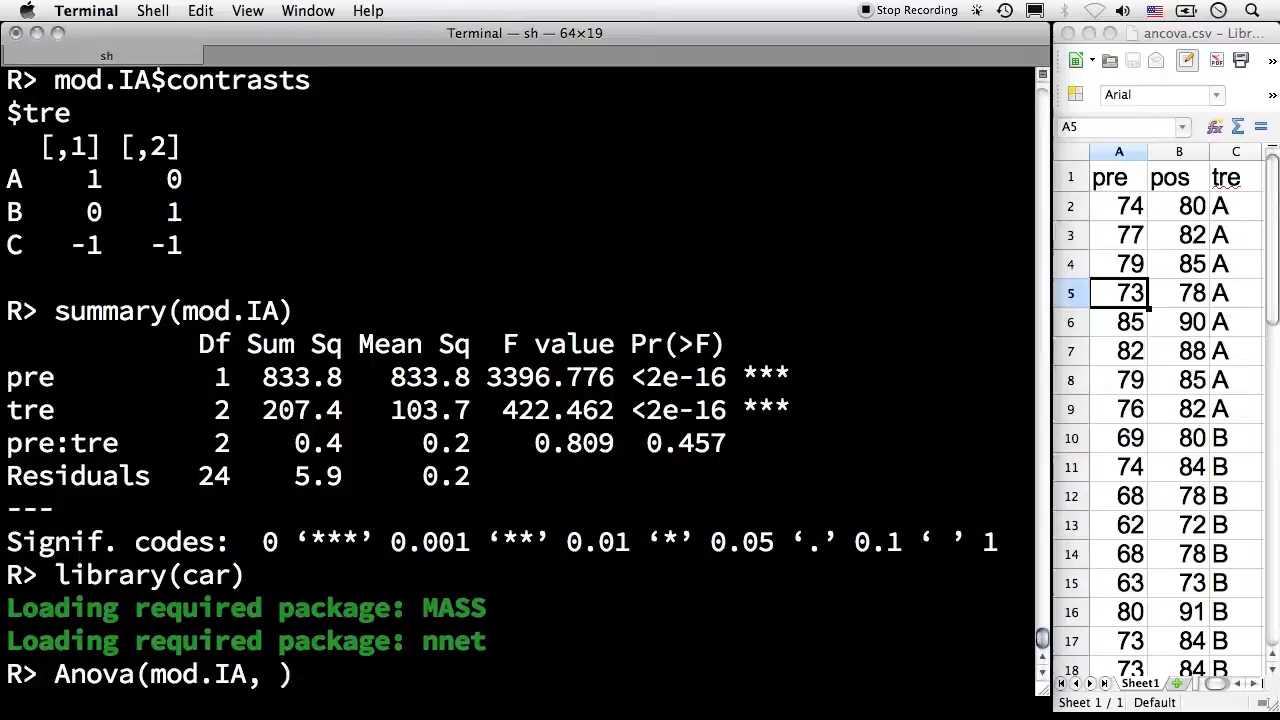 Terminal Shell Edit View Window Help Stop Recording
Terminal — sh — 64×19
sh
R> mod.IA$contrasts
$tre
[,1] [,2]
A 1 0
B 0 1
C -1 -1
R> summary(mod.IA)
Df Sum Sq Mean Sq F value Pr(>F)
pre 1 833.8 833.8 3396.776 <2e-16 ***
tre 2 207.4 103.7 422.462 <2e-16 ***
pre:tre 2 0.4 0.2 0.809 0.457
Residuals 24 5.9 0.2
---
Signif. codes: 0 ‘***’ 0.001 ‘**’ 0.01 ‘*’ 0.05 ‘.’ 0.1 ‘ ’ 1
R> library(car)
Loading required package: MASS
Loading required package: nnet
R> Anova(mod.IA, )
ancova.csv – Libr...
Arial
A5
A B C
1 pre pos tre
2 74 80 A
3 77 82 A
4 79 85 A
5 73 78 A
6 85 90 A
7 82 88 A
8 79 85 A
9 76 82 A
10 69 80 B
11 74 84 B
12 68 78 B
13 62 72 B
14 68 78 B
15 63 73 B
16 80 91 B
17 73 84 B
18 73 84 B
Sheet1
Sheet 1 / 1 Default